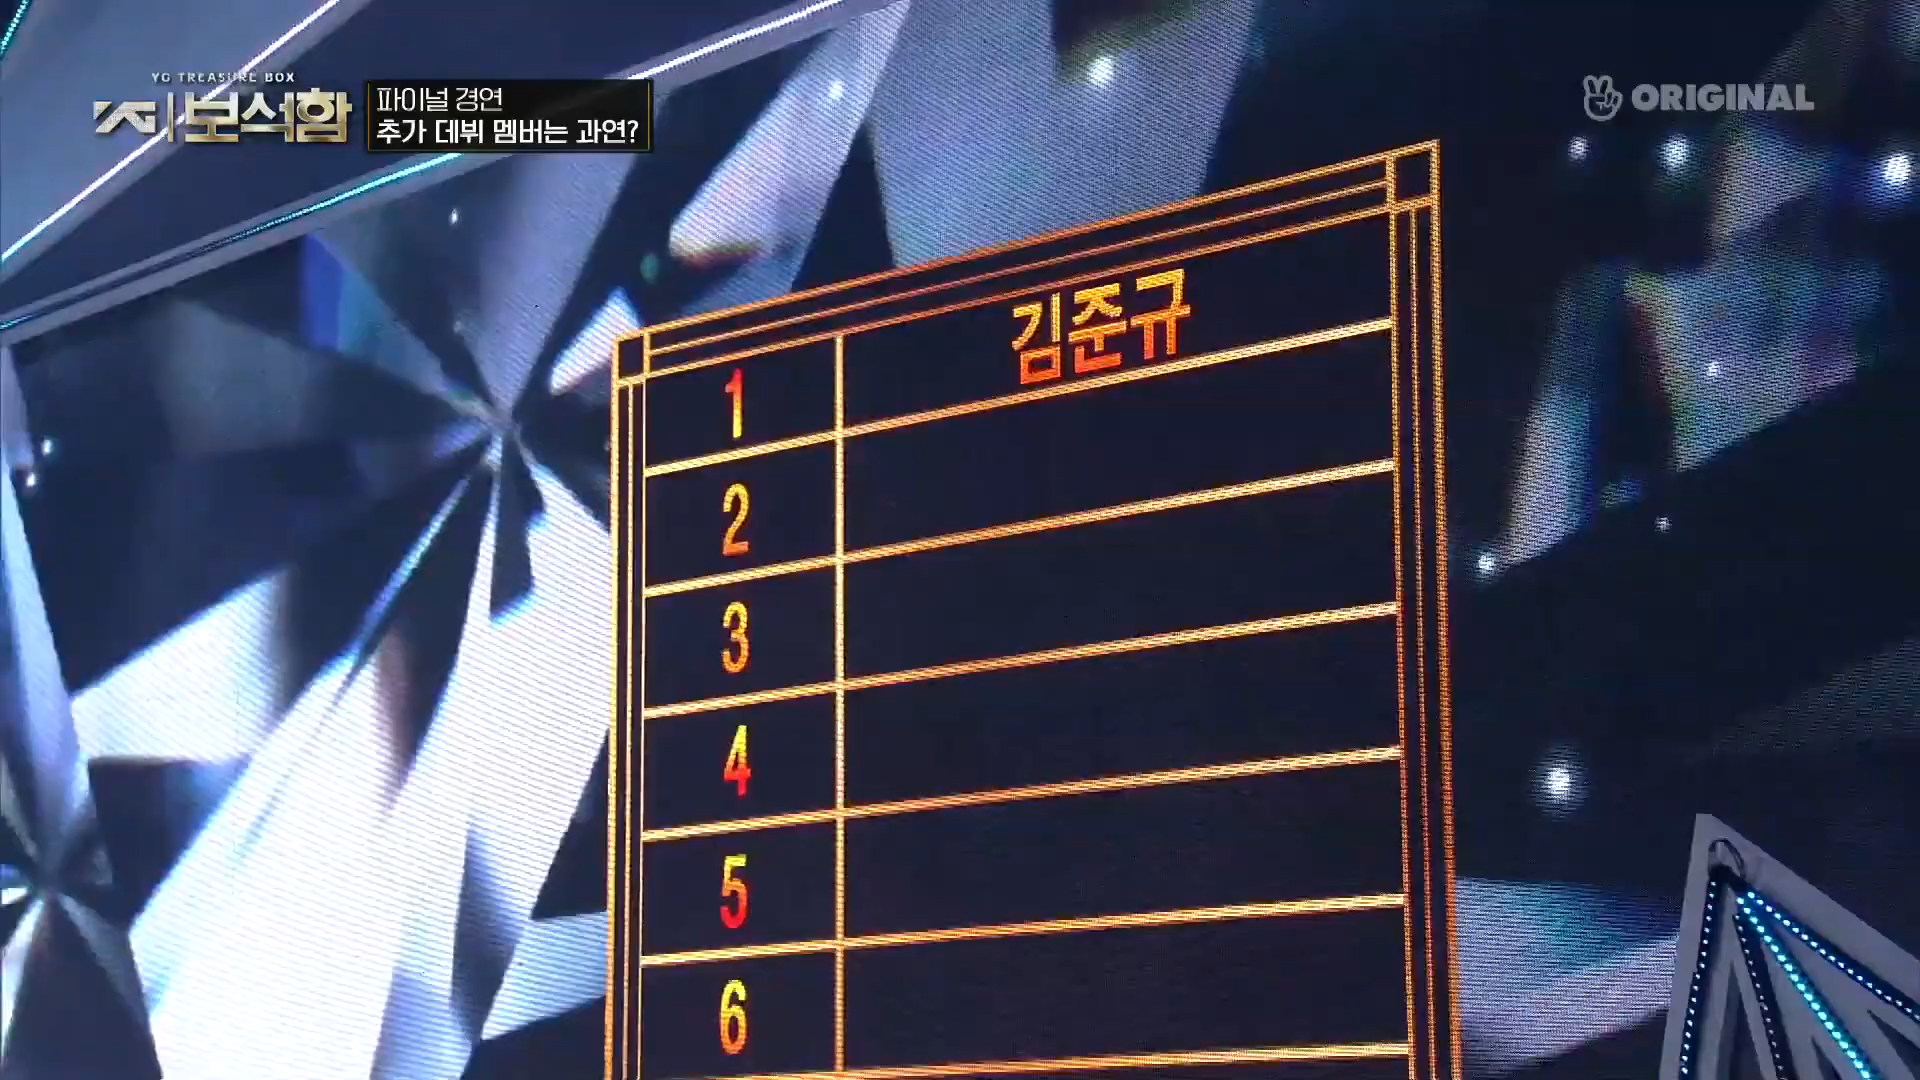 YG TREASURE BOX
YG 보석함
파이널 경연
추가 데뷔 멤버는 과연?
ORIGINAL
1 김준규
2
3
4
5
6